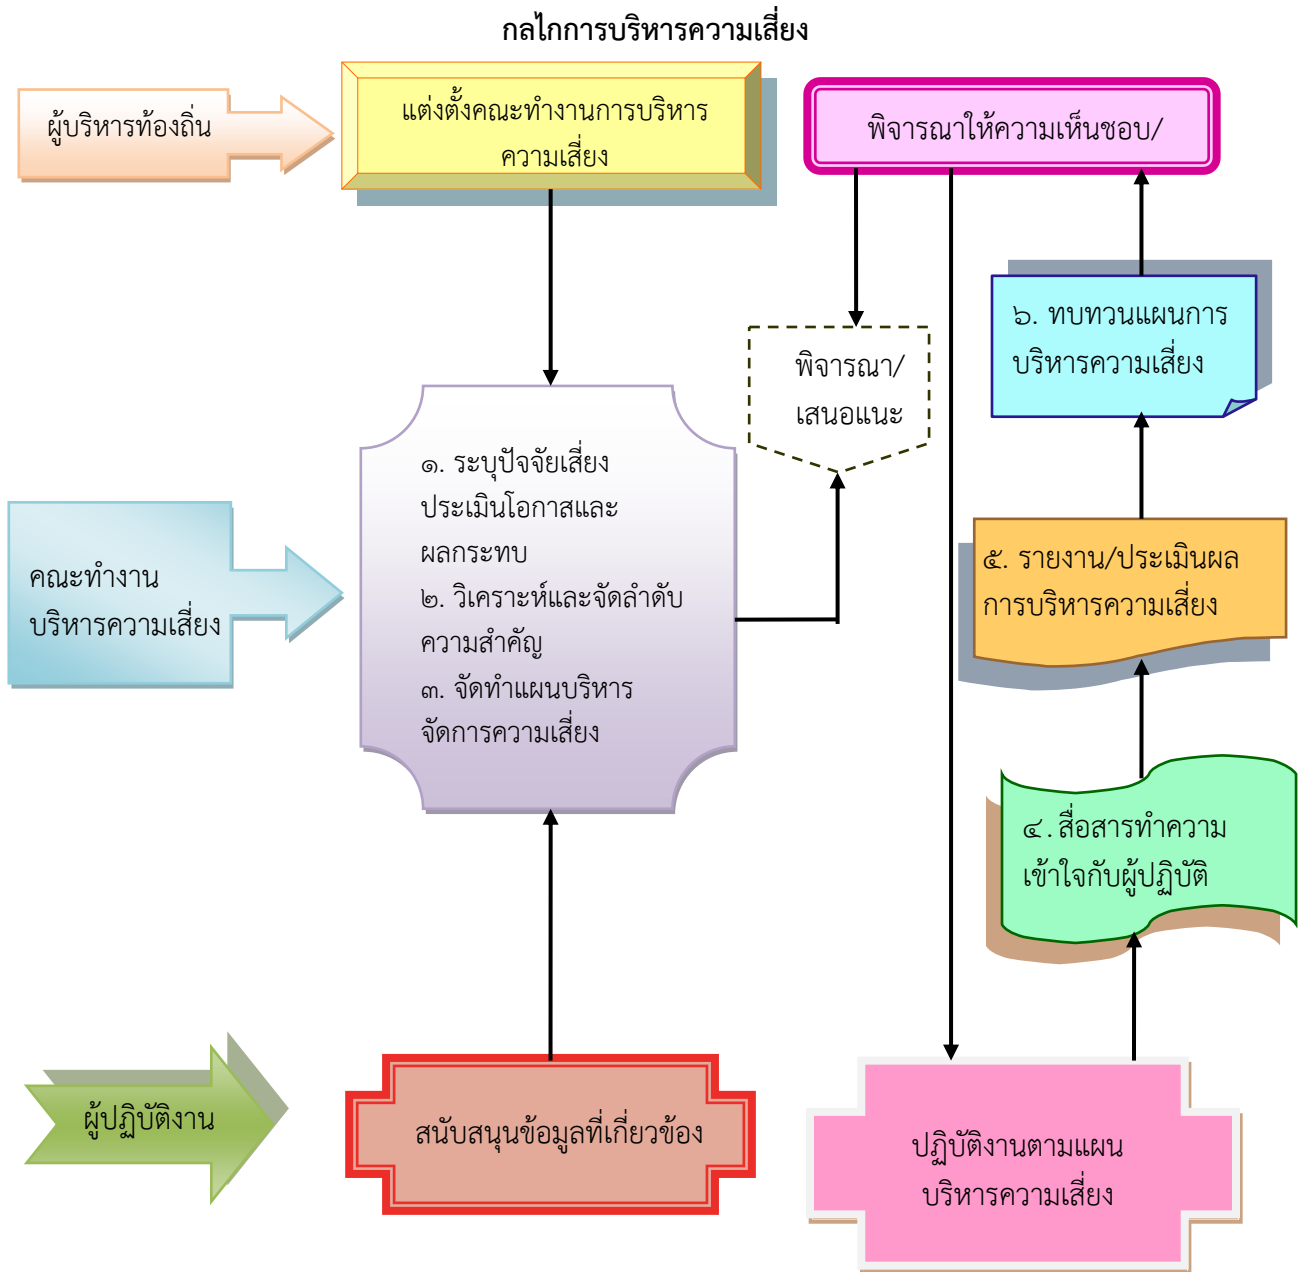 กลไกการบริหารความเสี่ยง
ผู้บริหารท้องถิ่น
แต่งตั้งคณะทำงานการบริหาร
ความเสี่ยง
พิจารณาให้ความเห็นชอบ/
๖. ทบทวนแผนการ
บริหารความเสี่ยง
พิจารณา/
เสนอแนะ
คณะทำงาน
บริหารความเสี่ยง
๑. ระบุปัจจัยเสี่ยง
ประเมินโอกาสและ
ผลกระทบ
๒. วิเคราะห์และจัดลำดับ
ความสำคัญ
๓. จัดทำแผนบริหาร
จัดการความเสี่ยง
๕. รายงาน/ประเมินผล
การบริหารความเสี่ยง
๔. สื่อสารทำความ
เข้าใจกับผู้ปฏิบัติ
ผู้ปฏิบัติงาน
สนับสนุนข้อมูลที่เกี่ยวข้อง
ปฏิบัติงานตามแผน
บริหารความเสี่ยง